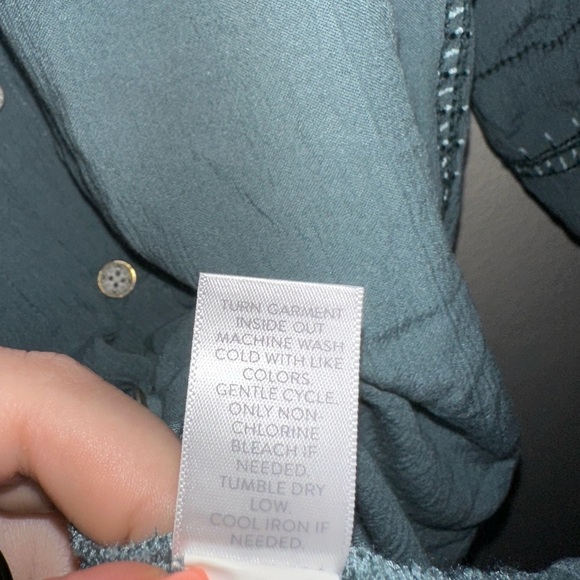 TURN GARMENT
INSIDE OUT
MACHINE WASH
COLD WITH LIKE
COLORS.
GENTLE CYCLE.
ONLY NON-
CHLORINE
BLEACH IF
NEEDED.
TUMBLE DRY
LOW.
COOL IRON IF
NEEDED.